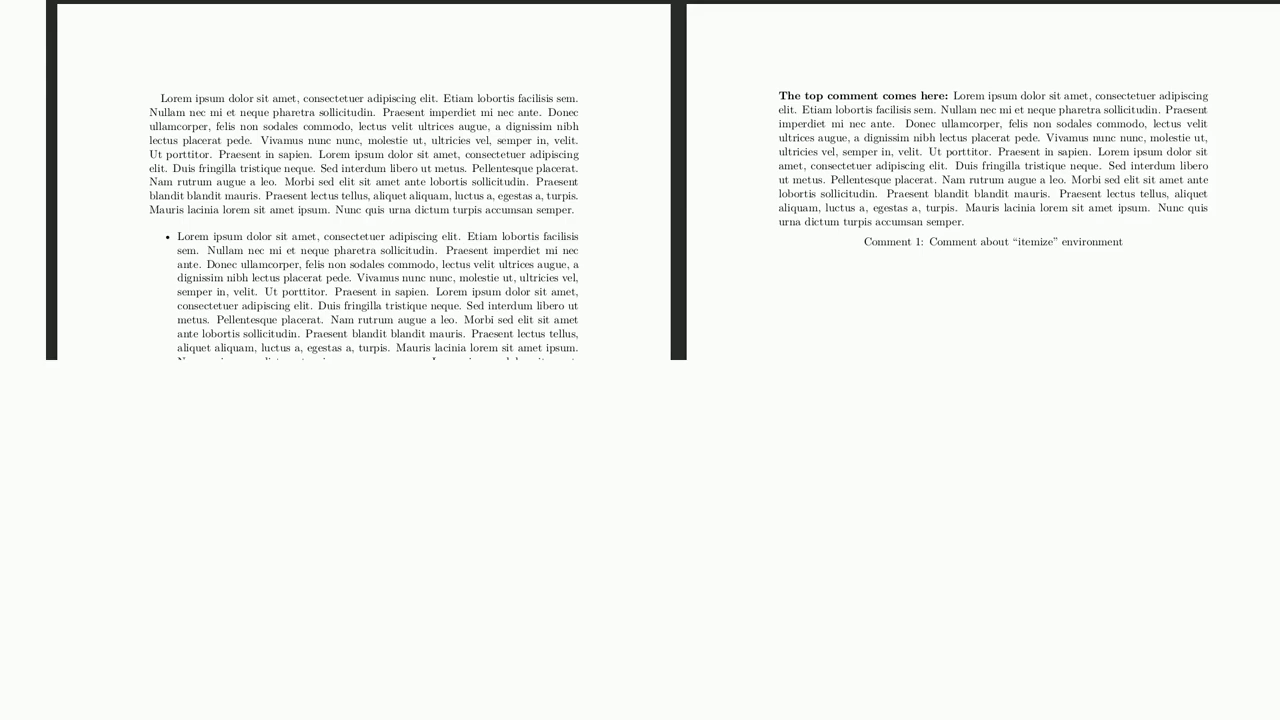 Lorem ipsum dolor sit amet, consectetuer adipiscing elit. Etiam lobortis facilisis sem.
Nullam nec mi et neque pharetra sollicitudin. Praesent imperdiet mi nec ante. Donec
ullamcorper, felis non sodales commodo, lectus velit ultrices augue, a dignissim nibh
lectus placerat pede. Vivamus nunc nunc, molestie ut, ultricies vel, semper in, velit.
Ut porttitor. Praesent in sapien. Lorem ipsum dolor sit amet, consectetuer adipiscing
elit. Duis fringilla tristique neque. Sed interdum libero ut metus. Pellentesque placerat.
Nam rutrum augue a leo. Morbi sed elit sit amet ante lobortis sollicitudin. Praesent
blandit blandit mauris. Praesent lectus tellus, aliquet aliquam, luctus a, egestas a, turpis.
Mauris lacinia lorem sit amet ipsum. Nunc quis urna dictum turpis accumsan semper.
• Lorem ipsum dolor sit amet, consectetuer adipiscing elit. Etiam lobortis facilisis
sem. Nullam nec mi et neque pharetra sollicitudin. Praesent imperdiet mi nec
ante. Donec ullamcorper, felis non sodales commodo, lectus velit ultrices augue, a
dignissim nibh lectus placerat pede. Vivamus nunc nunc, molestie ut, ultricies vel,
semper in, velit. Ut porttitor. Praesent in sapien. Lorem ipsum dolor sit amet,
consectetuer adipiscing elit. Duis fringilla tristique neque. Sed interdum libero ut
metus. Pellentesque placerat. Nam rutrum augue a leo. Morbi sed elit sit amet
ante lobortis sollicitudin. Praesent blandit blandit mauris. Praesent lectus tellus,
aliquet aliquam, luctus a, egestas a, turpis. Mauris lacinia lorem sit amet ipsum.
The top comment comes here: Lorem ipsum dolor sit amet, consectetuer adipiscing
elit. Etiam lobortis facilisis sem. Nullam nec mi et neque pharetra sollicitudin. Praesent
imperdiet mi nec ante. Donec ullamcorper, felis non sodales commodo, lectus velit
ultrices augue, a dignissim nibh lectus placerat pede. Vivamus nunc nunc, molestie ut,
ultricies vel, semper in, velit. Ut porttitor. Praesent in sapien. Lorem ipsum dolor sit
amet, consectetuer adipiscing elit. Duis fringilla tristique neque. Sed interdum libero
ut metus. Pellentesque placerat. Nam rutrum augue a leo. Morbi sed elit sit amet ante
lobortis sollicitudin. Praesent blandit blandit mauris. Praesent lectus tellus, aliquet
aliquam, luctus a, egestas a, turpis. Mauris lacinia lorem sit amet ipsum. Nunc quis
urna dictum turpis accumsan semper.
Comment 1: Comment about “itemize” environment